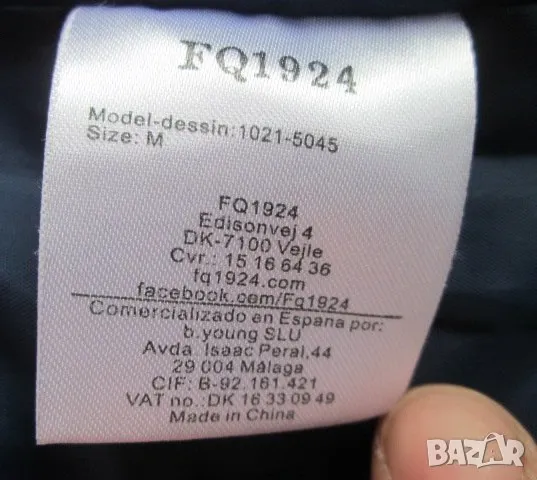 FQ1924
Model-dessin:1021-5045
Size: M
FQ1924
Edisonvej 4
DK-7100 Vejle
Cvr.: 15 16 64 36
fq1924.com
facebook.com/Fq1924
Comercializado en Espana por:
b.young SLU
Avda. Isaac Peral,44
29 004 Málaga
CIF: B-92.161.421
VAT no.:DK 16 33 09 49
Made in China
BAZAR